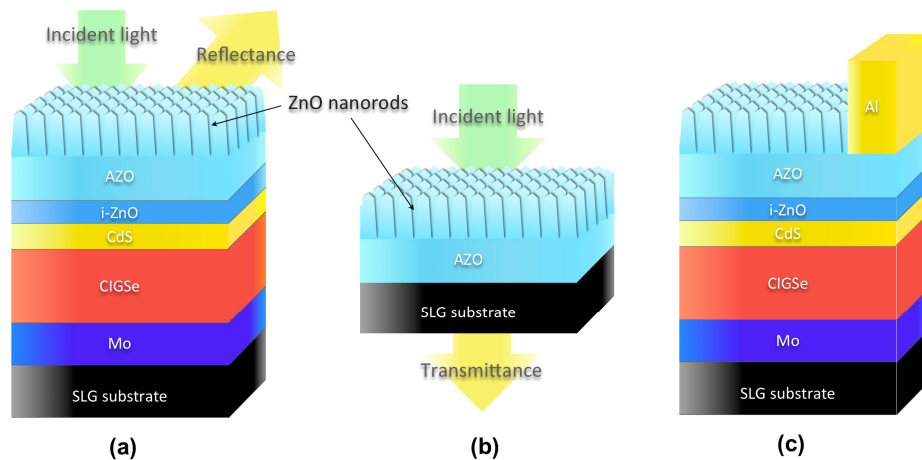 Incident light
Reflectance
ZnO nanorods
AZO
i-ZnO
CdS
CIGSe
Mo
SLG substrate
(a)
Incident light
AZO
SLG substrate
Transmittance
(b)
Al
AZO
i-ZnO
CdS
CIGSe
Mo
SLG substrate
(c)